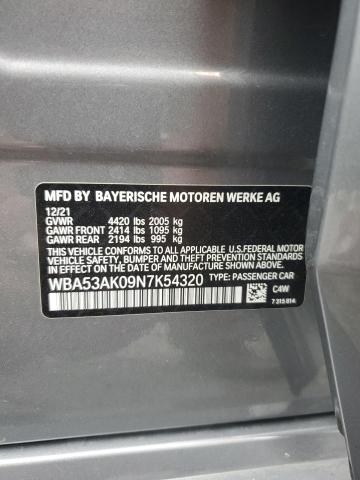 MFD BY BAYERISCHE MOTOREN WERKE AG
12/21
GVWR 4420 lbs 2005 kg
GAWR FRONT 2414 lbs 1095 kg
GAWR REAR 2194 lbs 995 kg
THIS VEHICLE CONFORMS TO ALL APPLICABLE U.S.FEDERAL MOTOR
VEHICLE SAFETY, BUMPER, AND THEFT PREVENTION STANDARDS
IN EFFECT ON THE DATE OF MANUFACTURE SHOWN ABOVE.
WBA53AK09N7K54320 TYPE: PASSENGER CAR
C4W
7 315 814